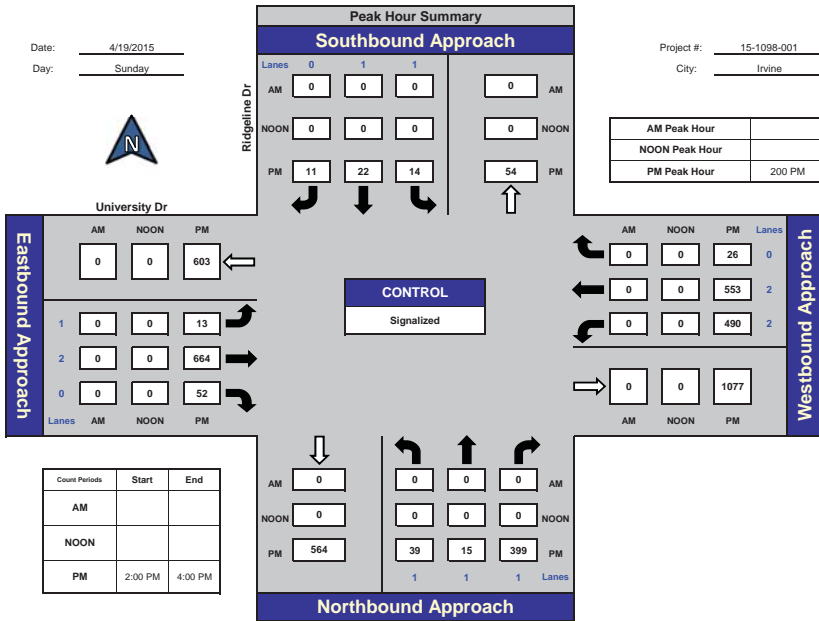 Peak Hour Summary
Southbound Approach
Date: 4/19/2015
Day: Sunday
Project #: 15-1098-001
City: Irvine
N
Ridgeline Dr
Lanes 0 1 1
AM 0 0 0 0 AM
NOON 0 0 0 0 NOON
PM 11 22 14 54 PM
AM Peak Hour
NOON Peak Hour
PM Peak Hour 200 PM
University Dr
Eastbound Approach
AM NOON PM
0 0 603
1 0 0 13
2 0 0 664
0 0 0 52
Lanes AM NOON PM
CONTROL
Signalized
Westbound Approach
AM NOON PM Lanes
0 0 26 0
0 0 553 2
0 0 490 2
0 0 1077
AM NOON PM
Count Periods Start End
AM
NOON
PM 2:00 PM 4:00 PM
AM 0 0 0 0 AM
NOON 0 0 0 0 NOON
PM 564 39 15 399 PM
1 1 1 Lanes
Northbound Approach